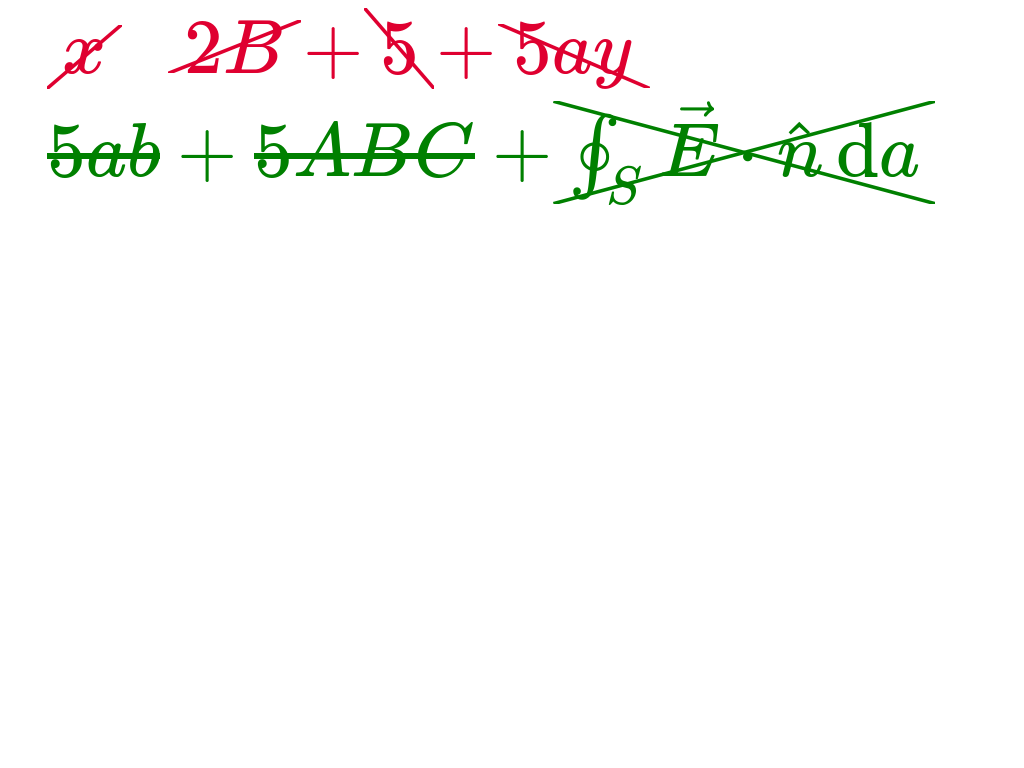 x 2B + 5 + 5ay
5ab + 5ABC + ∮_S E⃗ · n̂ da